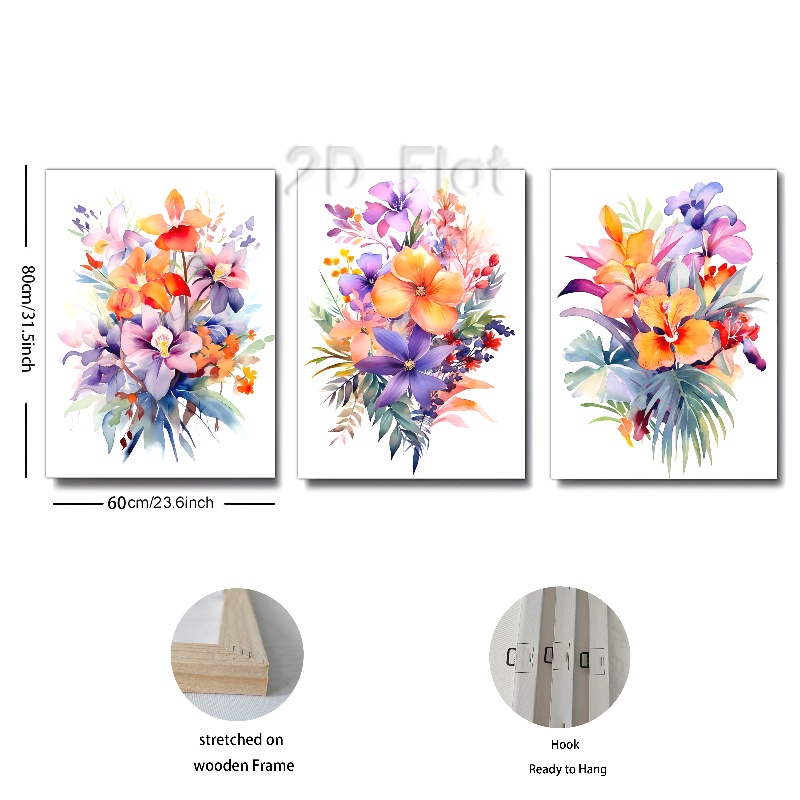 2D Flat
80cm/31.5inch
60cm/23.6inch
stretched on
wooden Frame
Hook
Ready to Hang